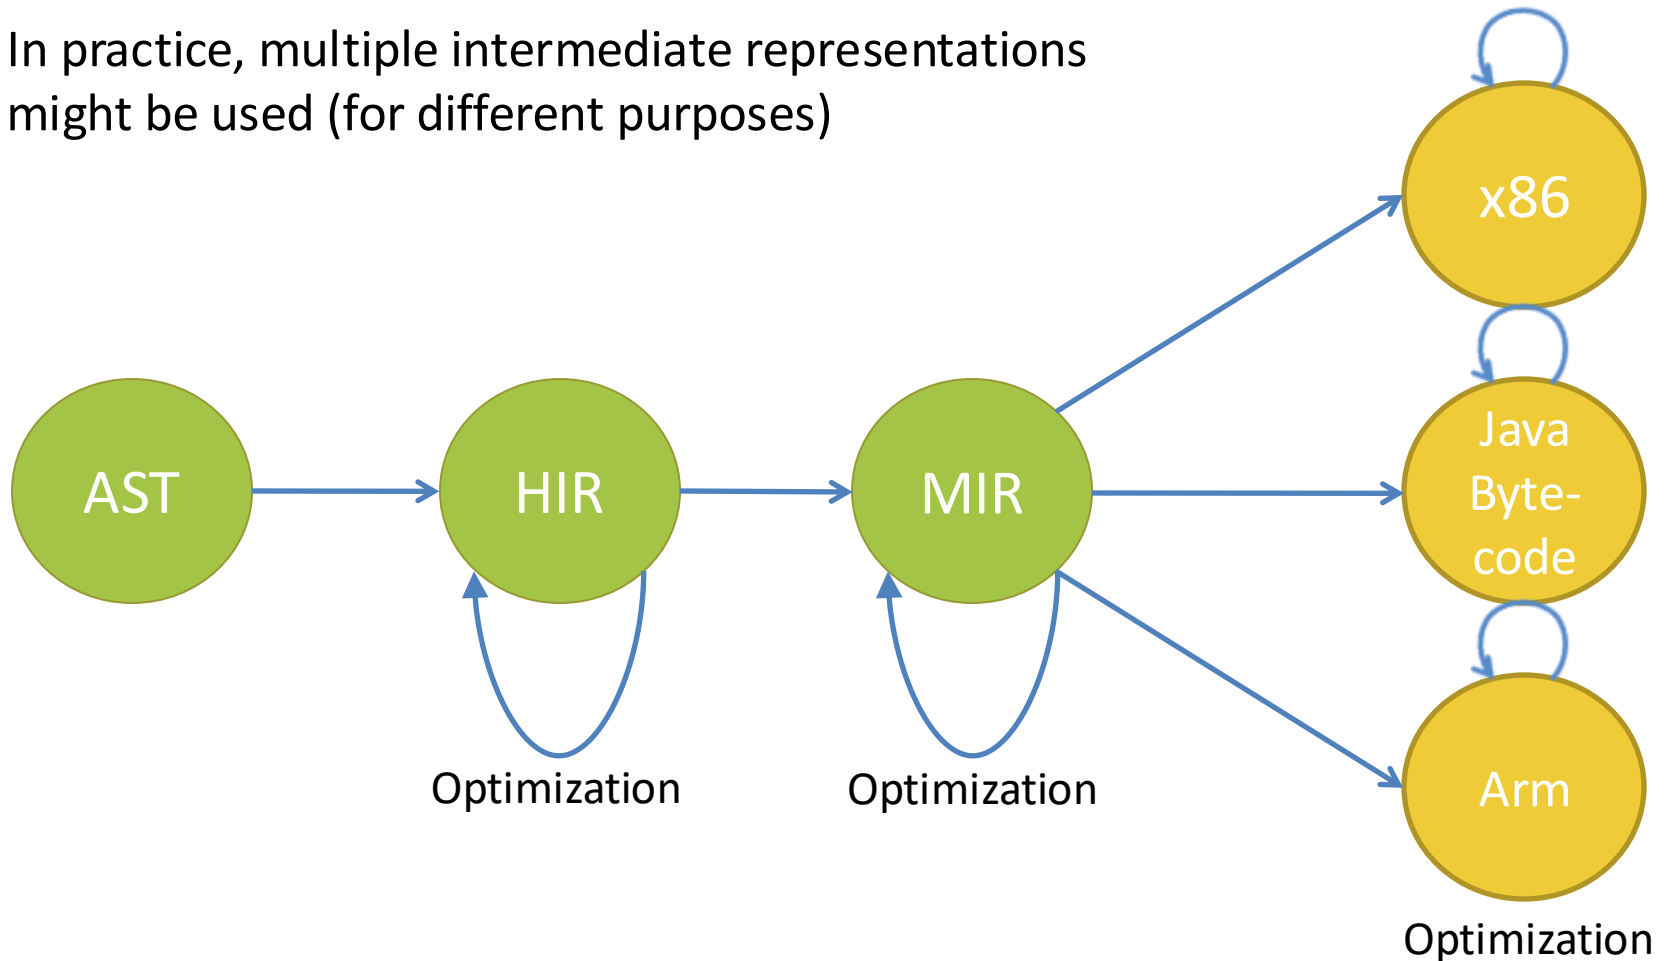 In practice, multiple intermediate representations
might be used (for different purposes)
x86
AST
HIR
MIR
Java
Byte-
code
Optimization
Optimization
Arm
Optimization